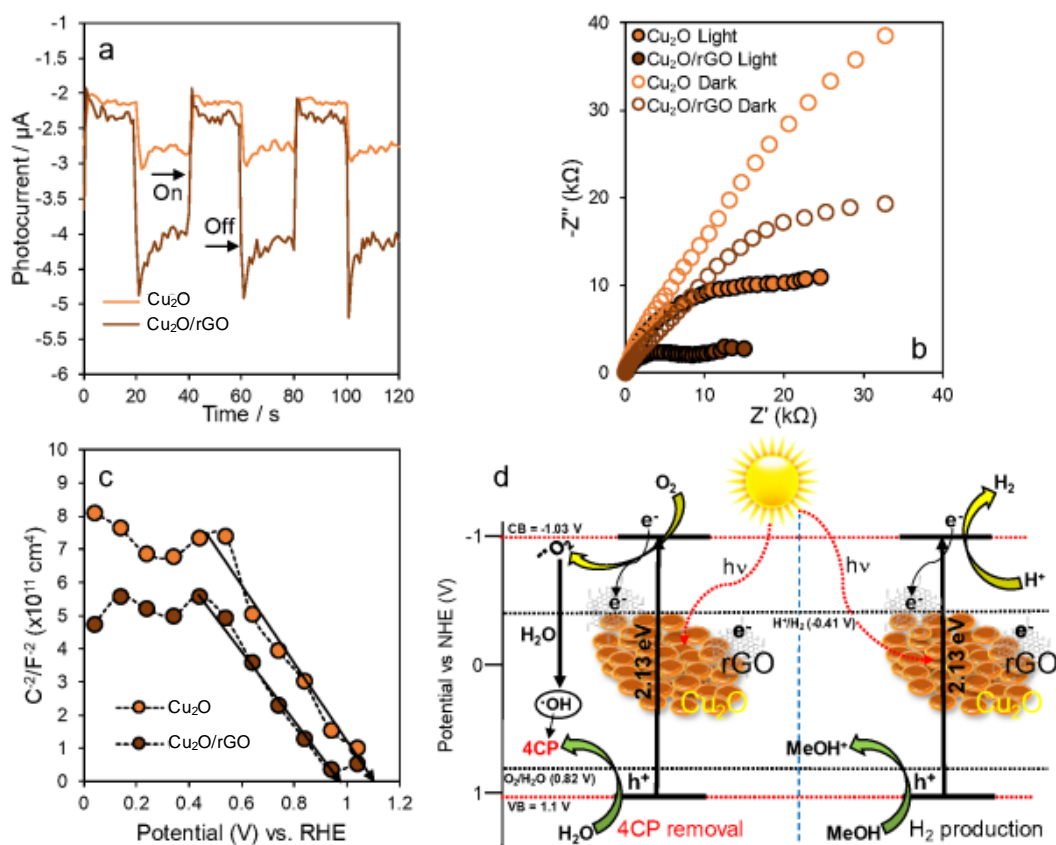 a
Photocurrent / µA
-1
-1.5
-2
-2.5
-3
-3.5
-4
-4.5
-5
-5.5
-6
On
Off
Cu₂O
Cu₂O/rGO
0 20 40 60 80 100 120
Time / s
b
-Z'' (kΩ)
40
30
20
10
0
Cu₂O Light
Cu₂O/rGO Light
Cu₂O Dark
Cu₂O/rGO Dark
0 10 20 30 40
Z' (kΩ)
c
C⁻²/F⁻² (x10¹¹ cm⁴)
10
9
8
7
6
5
4
3
2
1
0
Cu₂O
Cu₂O/rGO
0 0.2 0.4 0.6 0.8 1 1.2
Potential (V) vs. RHE
d
Potential vs NHE (V)
-1
0
1
CB = -1.03 V
O₂
e⁻
·O₂⁻
hν
H₂O
e⁻
e⁻
rGO
Cu₂O
2.13 eV
·OH
4CP
O₂/H₂O (0.82 V)
h⁺
VB = 1.1 V
H₂O
4CP removal
H⁺/H₂ (-0.41 V)
hν
e⁻
H₂
H⁺
e⁻
e⁻
rGO
Cu₂O
2.13 eV
MeOH⁺
h⁺
MeOH
H₂ production